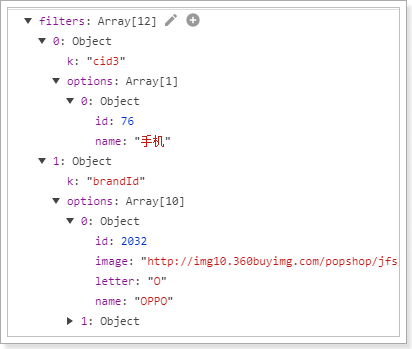 filters: Array[12]
0: Object
k: "cid3"
options: Array[1]
0: Object
id: 76
name: "手机"
1: Object
k: "brandId"
options: Array[10]
0: Object
id: 2032
image: "http://img10.360buyimg.com/popshop/jfs
letter: "O"
name: "OPPO"
1: Object